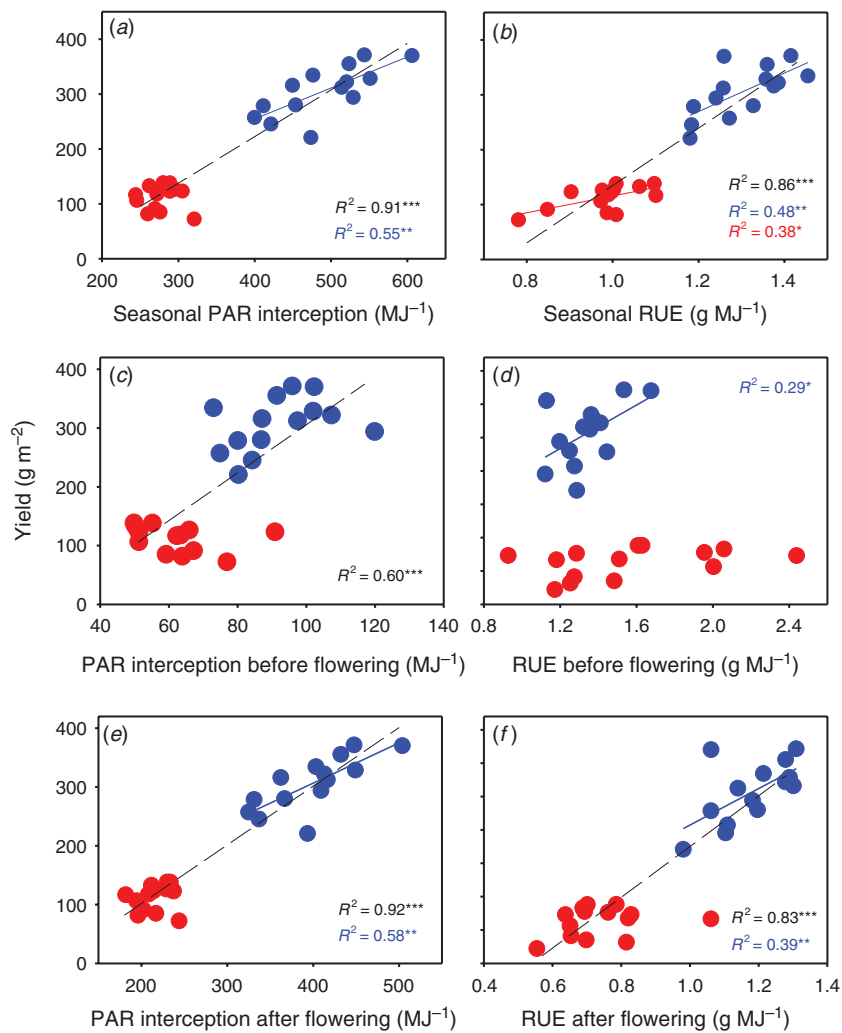 (a)
(b)
400
300
200
100
0
R² = 0.91***
R² = 0.55**
R² = 0.86***
R² = 0.48**
R² = 0.38*
200 300 400 500 600
0.8 1.0 1.2 1.4
Seasonal PAR interception (MJ⁻¹)
Seasonal RUE (g MJ⁻¹)
Yield (g m⁻²)
(c)
(d)
400
300
200
100
0
R² = 0.60***
R² = 0.29*
40 60 80 100 120 140
0.8 1.2 1.6 2.0 2.4
PAR interception before flowering (MJ⁻¹)
RUE before flowering (g MJ⁻¹)
(e)
(f)
400
300
200
100
0
R² = 0.92***
R² = 0.58**
R² = 0.83***
R² = 0.39**
200 300 400 500
0.4 0.6 0.8 1.0 1.2 1.4
PAR interception after flowering (MJ⁻¹)
RUE after flowering (g MJ⁻¹)